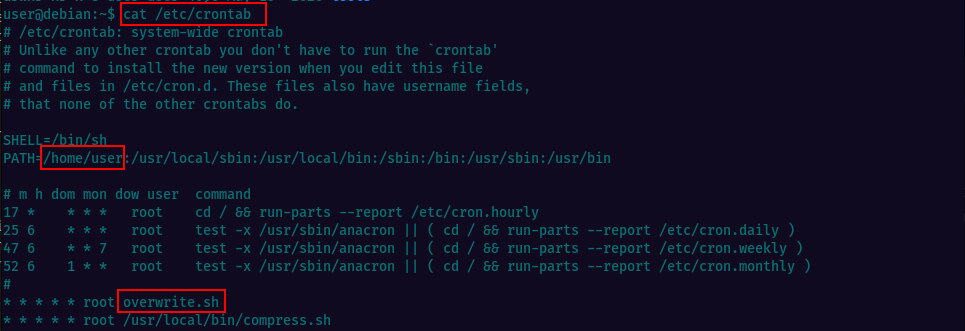 user@debian:~$ cat /etc/crontab
# /etc/crontab: system-wide crontab
# Unlike any other crontab you don't have to run the `crontab'
# command to install the new version when you edit this file
# and files in /etc/cron.d. These files also have username fields,
# that none of the other crontabs do.
SHELL=/bin/sh
PATH=/home/user:/usr/local/sbin:/usr/local/bin:/sbin:/bin:/usr/sbin:/usr/bin
# m h dom mon dow user  command
17 *    * * *   root    cd / && run-parts --report /etc/cron.hourly
25 6    * * *   root    test -x /usr/sbin/anacron || ( cd / && run-parts --report /etc/cron.daily )
47 6    * * 7   root    test -x /usr/sbin/anacron || ( cd / && run-parts --report /etc/cron.weekly )
52 6    1 * *   root    test -x /usr/sbin/anacron || ( cd / && run-parts --report /etc/cron.monthly )
#
* * * * * root overwrite.sh
* * * * * root /usr/local/bin/compress.sh